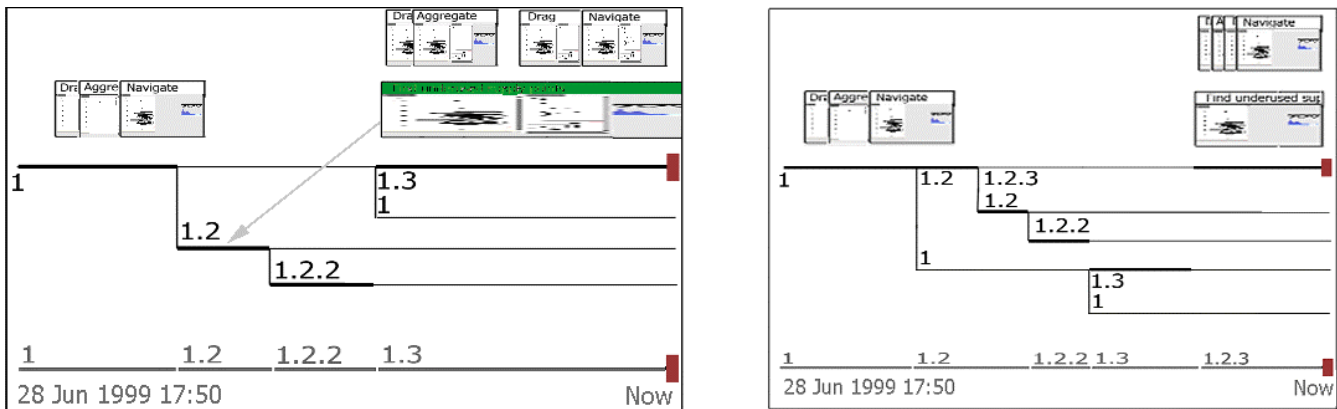 Dra Aggregate Drag Navigate
Dra Aggre Navigate
1
1.3
1
1.2
1.2.2
1 1.2 1.2.2 1.3
28 Jun 1999 17:50 Now
Navigate
Dra Aggre Navigate
Find underused sup
1 1.2 1.2.3
1.2
1.2.2
1
1.3
1
1 1.2 1.2.2 1.3 1.2.3
28 Jun 1999 17:50 Now